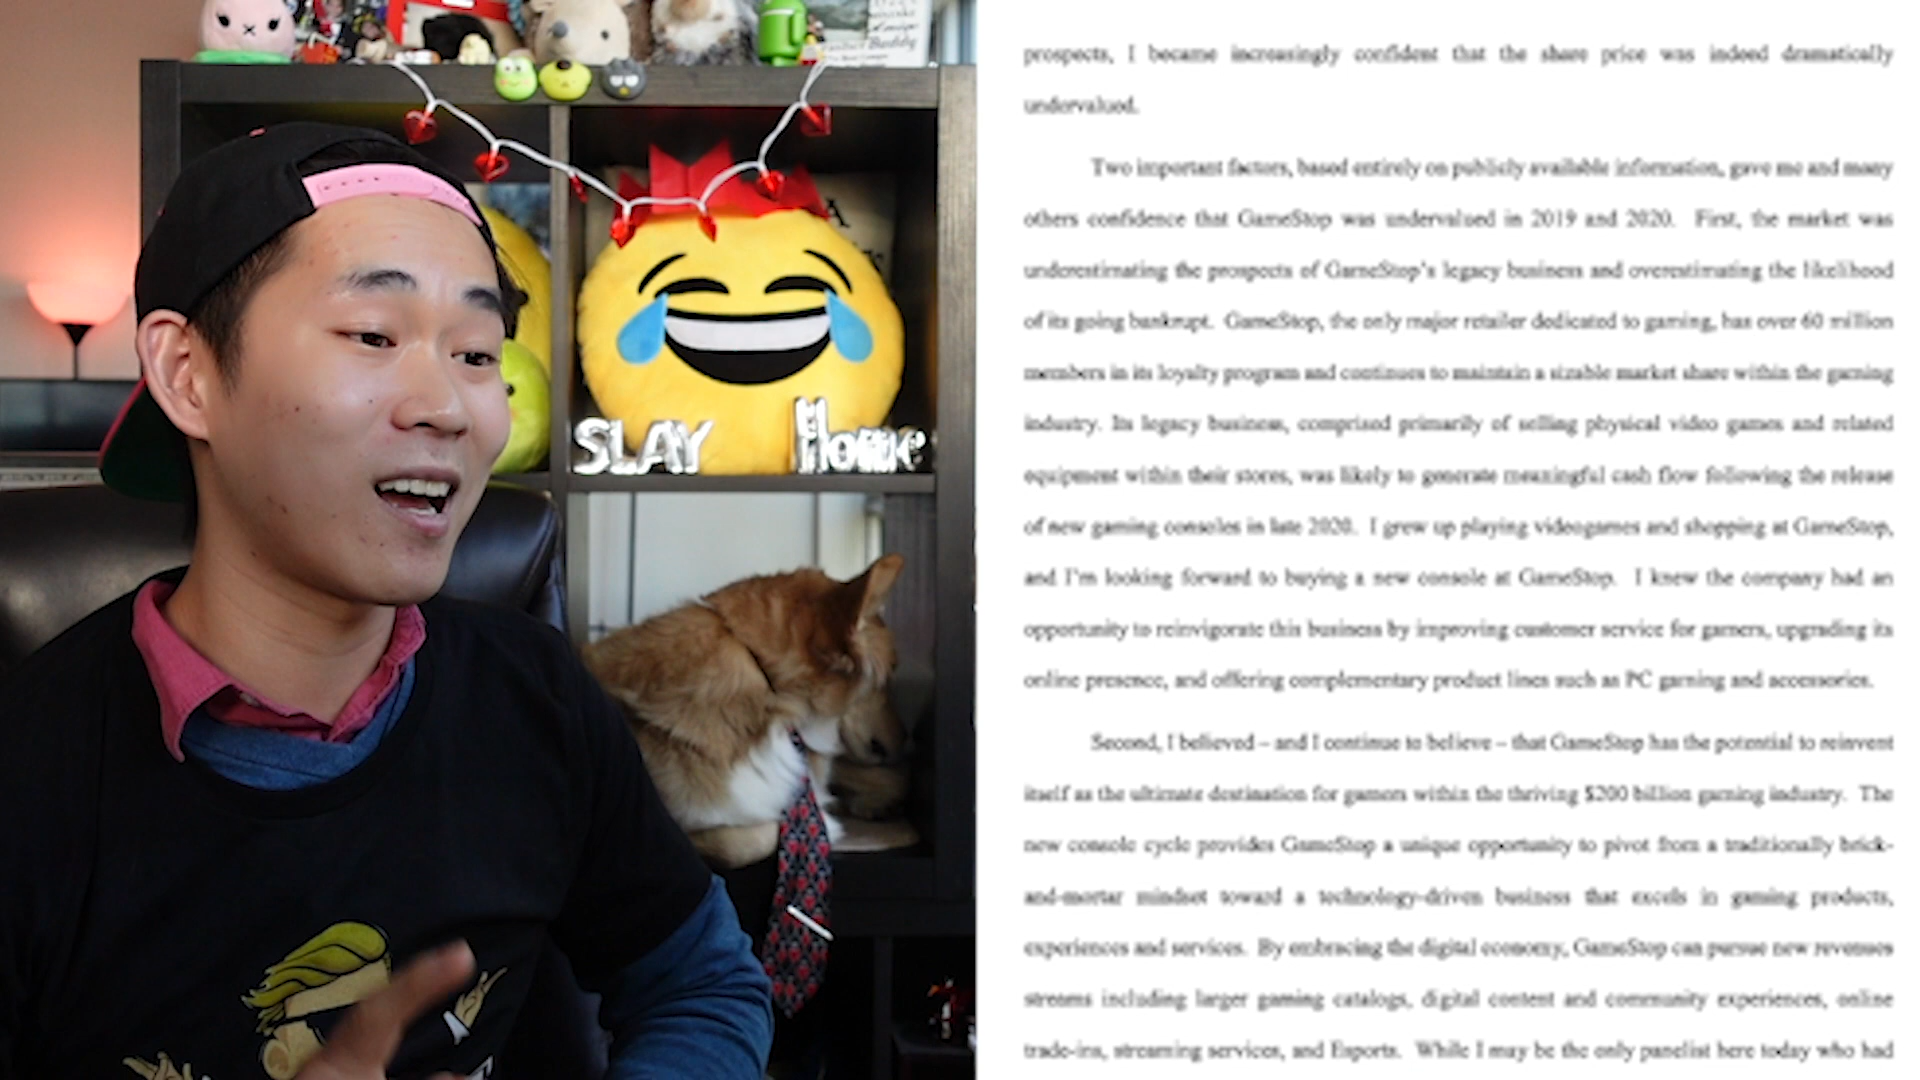 SLAY
Home
prospects, I became increasingly confident that the share price was indeed dramatically
undervalued.
Two important factors, based entirely on publicly available information, gave me and many
others confidence that GameStop was undervalued in 2019 and 2020. First, the market was
underestimating the prospects of GameStop's legacy business and overestimating the likelihood
of its going bankrupt. GameStop, the only major retailer dedicated to gaming, has over 60 million
members in its loyalty program and continues to maintain a sizable market share within the gaming
industry. Its legacy business, comprised primarily of selling physical video games and related
equipment within their stores, was likely to generate meaningful cash flow following the release
of new gaming consoles in late 2020. I grew up playing videogames and shopping at GameStop,
and I'm looking forward to buying a new console at GameStop. I knew the company had an
opportunity to reinvigorate this business by improving customer service for gamers, upgrading its
online presence, and offering complementary product lines such as PC gaming and accessories.
Second, I believed – and I continue to believe – that GameStop has the potential to reinvent
itself as the ultimate destination for gamers within the thriving $200 billion gaming industry. The
new console cycle provides GameStop a unique opportunity to pivot from a traditionally brick-
and-mortar mindset toward a technology-driven business that excels in gaming products,
experiences and services. By embracing the digital economy, GameStop can pursue new revenues
streams including larger gaming catalogs, digital content and community experiences, online
trade-ins, streaming services, and Esports. While I may be the only panelist here today who had